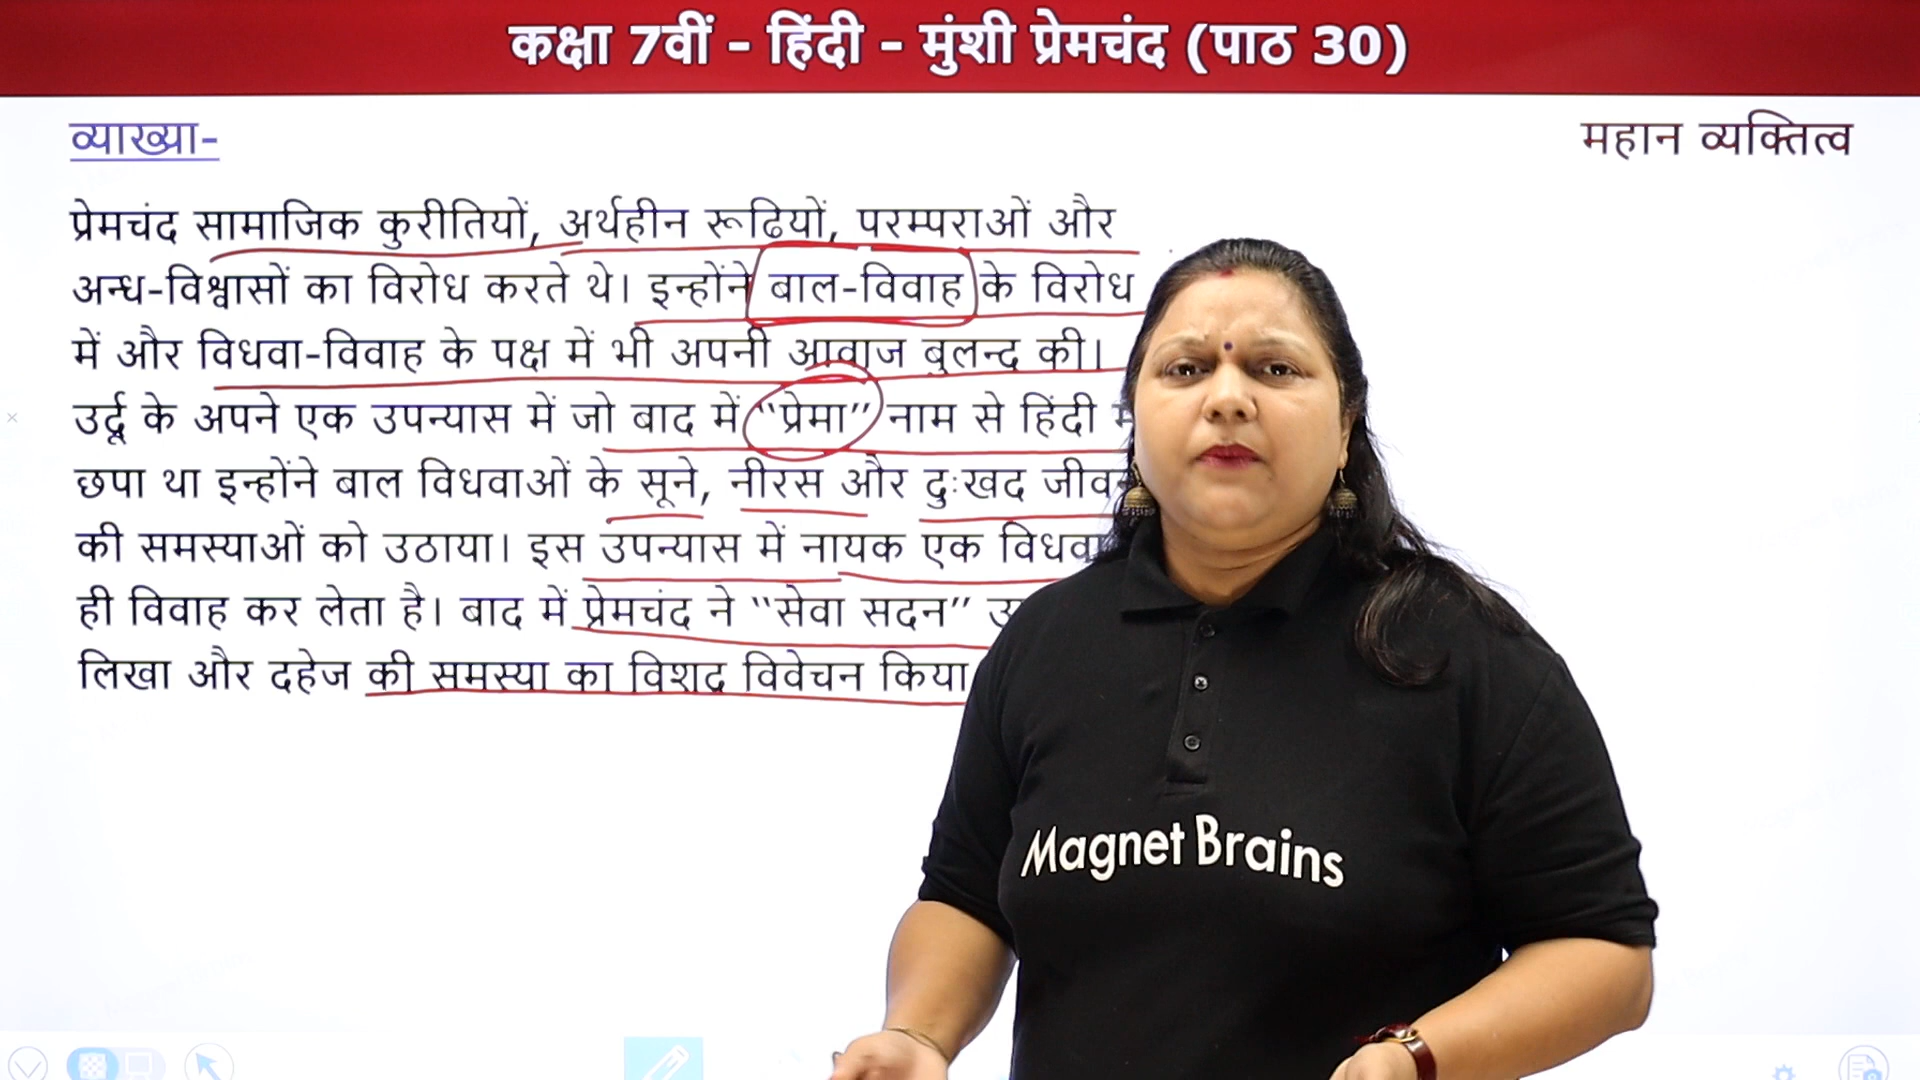 कक्षा 7वीं - हिंदी - मुंशी प्रेमचंद (पाठ 30)
व्याख्या-
महान व्यक्तित्व
प्रेमचंद सामाजिक कुरीतियों, अर्थहीन रूढियों, परम्पराओं और
अन्ध-विश्वासों का विरोध करते थे। इन्होंने बाल-विवाह के विरोध
में और विधवा-विवाह के पक्ष में भी अपनी आवाज बुलन्द की।
उर्दू के अपने एक उपन्यास में जो बाद में "प्रेमा" नाम से हिंदी
छपा था इन्होंने बाल विधवाओं के सूने, नीरस और दुःखद
की समस्याओं को उठाया। इस उपन्यास में नायक एक
ही विवाह कर लेता है। बाद में प्रेमचंद ने "सेवा सदन"
लिखा और दहेज की समस्या का विशद विवेचन किया
Magnet Brains